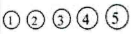 ① ② ③ ④ ⑤